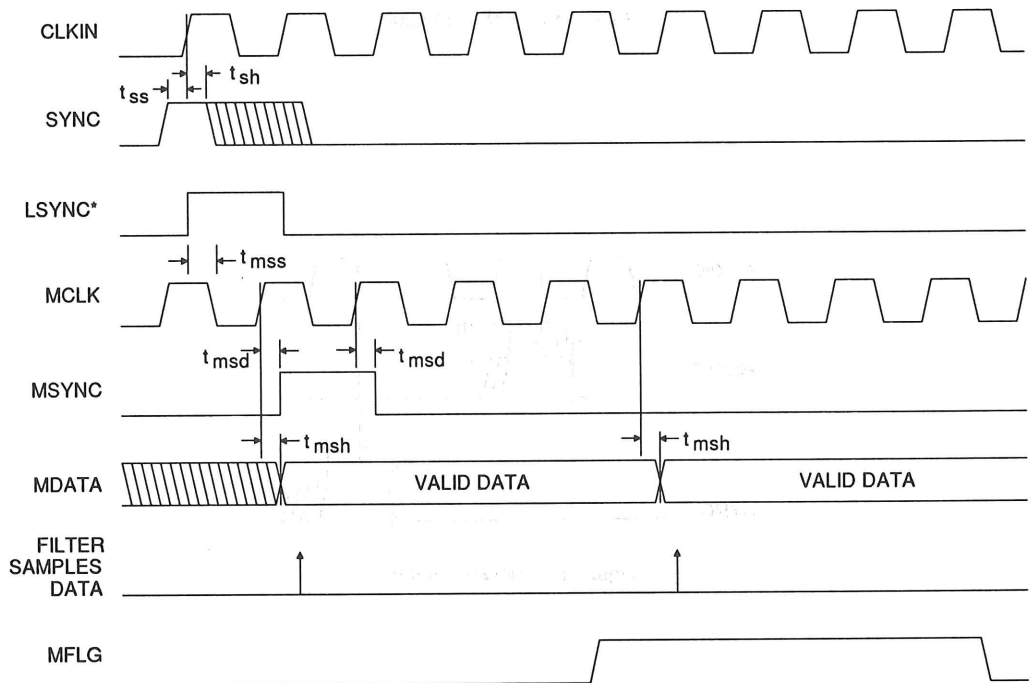 CLKIN
t sh
t ss
SYNC
LSYNC*
t mss
MCLK
t msd
t msd
MSYNC
t msh
t msh
MDATA
VALID DATA
VALID DATA
FILTER
SAMPLES
DATA
MFLG